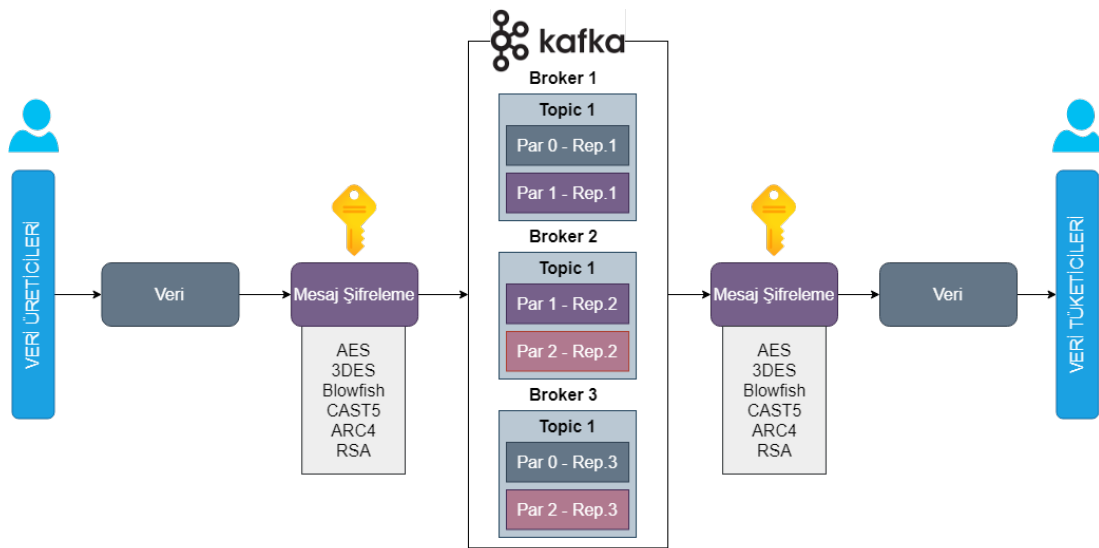 VERİ ÜRETİCİLERİ
Veri
Mesaj Şifreleme
AES
3DES
Blowfish
CAST5
ARC4
RSA
kafka
Broker 1
Topic 1
Par 0 - Rep.1
Par 1 - Rep.1
Broker 2
Topic 1
Par 1 - Rep.2
Par 2 - Rep.2
Broker 3
Topic 1
Par 0 - Rep.3
Par 2 - Rep.3
Mesaj Şifreleme
AES
3DES
Blowfish
CAST5
ARC4
RSA
Veri
VERİ TÜKETİCİLERİ